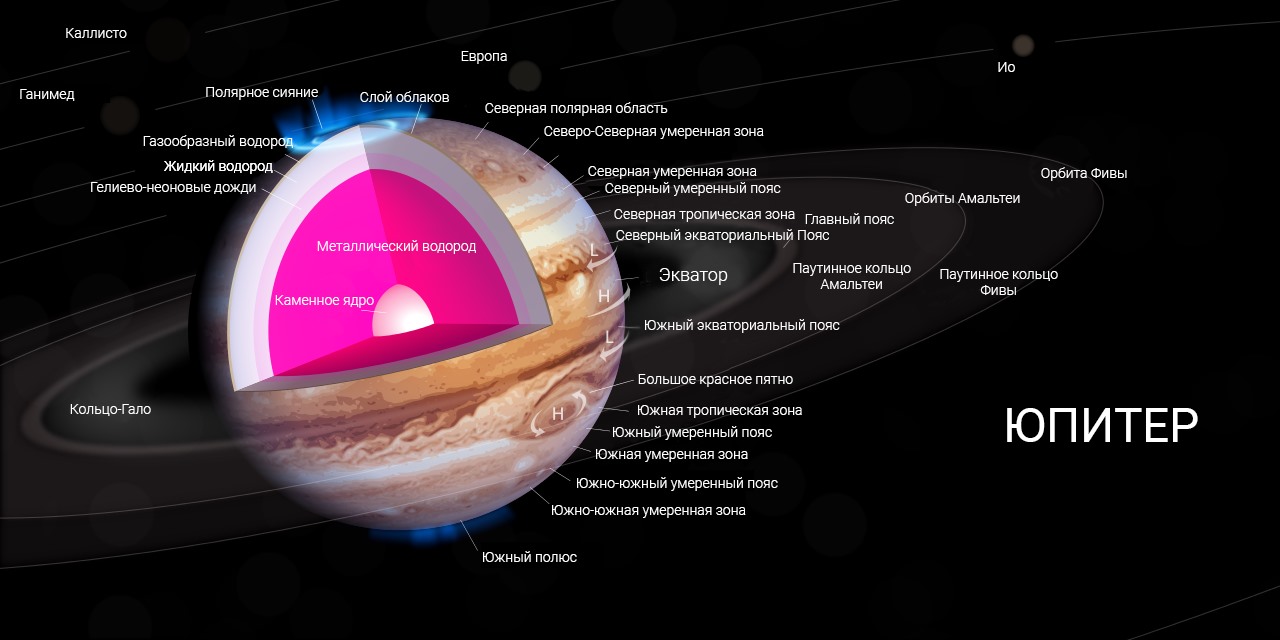 Каллисто
Европа
Ио
Ганимед
Полярное сияние
Слой облаков
Северная полярная область
Северо-Северная умеренная зона
Газообразный водород
Жидкий водород
Гелиево-неоновые дожди
Северная умеренная зона
Северный умеренный пояс
Орбита Фивы
Орбиты Амальтеи
Северная тропическая зона
Главный пояс
Северный экваториальный Пояс
Металлический водород
L
Экватор
Паутинное кольцо
Амальтеи
Паутинное кольцо
Фивы
Каменное ядро
H
Южный экваториальный пояс
L
Большое красное пятно
Кольцо-Гало
H
Южная тропическая зона
ЮПИТЕР
Южный умеренный пояс
Южная умеренная зона
Южно-южный умеренный пояс
Южно-южная умеренная зона
Южный полюс